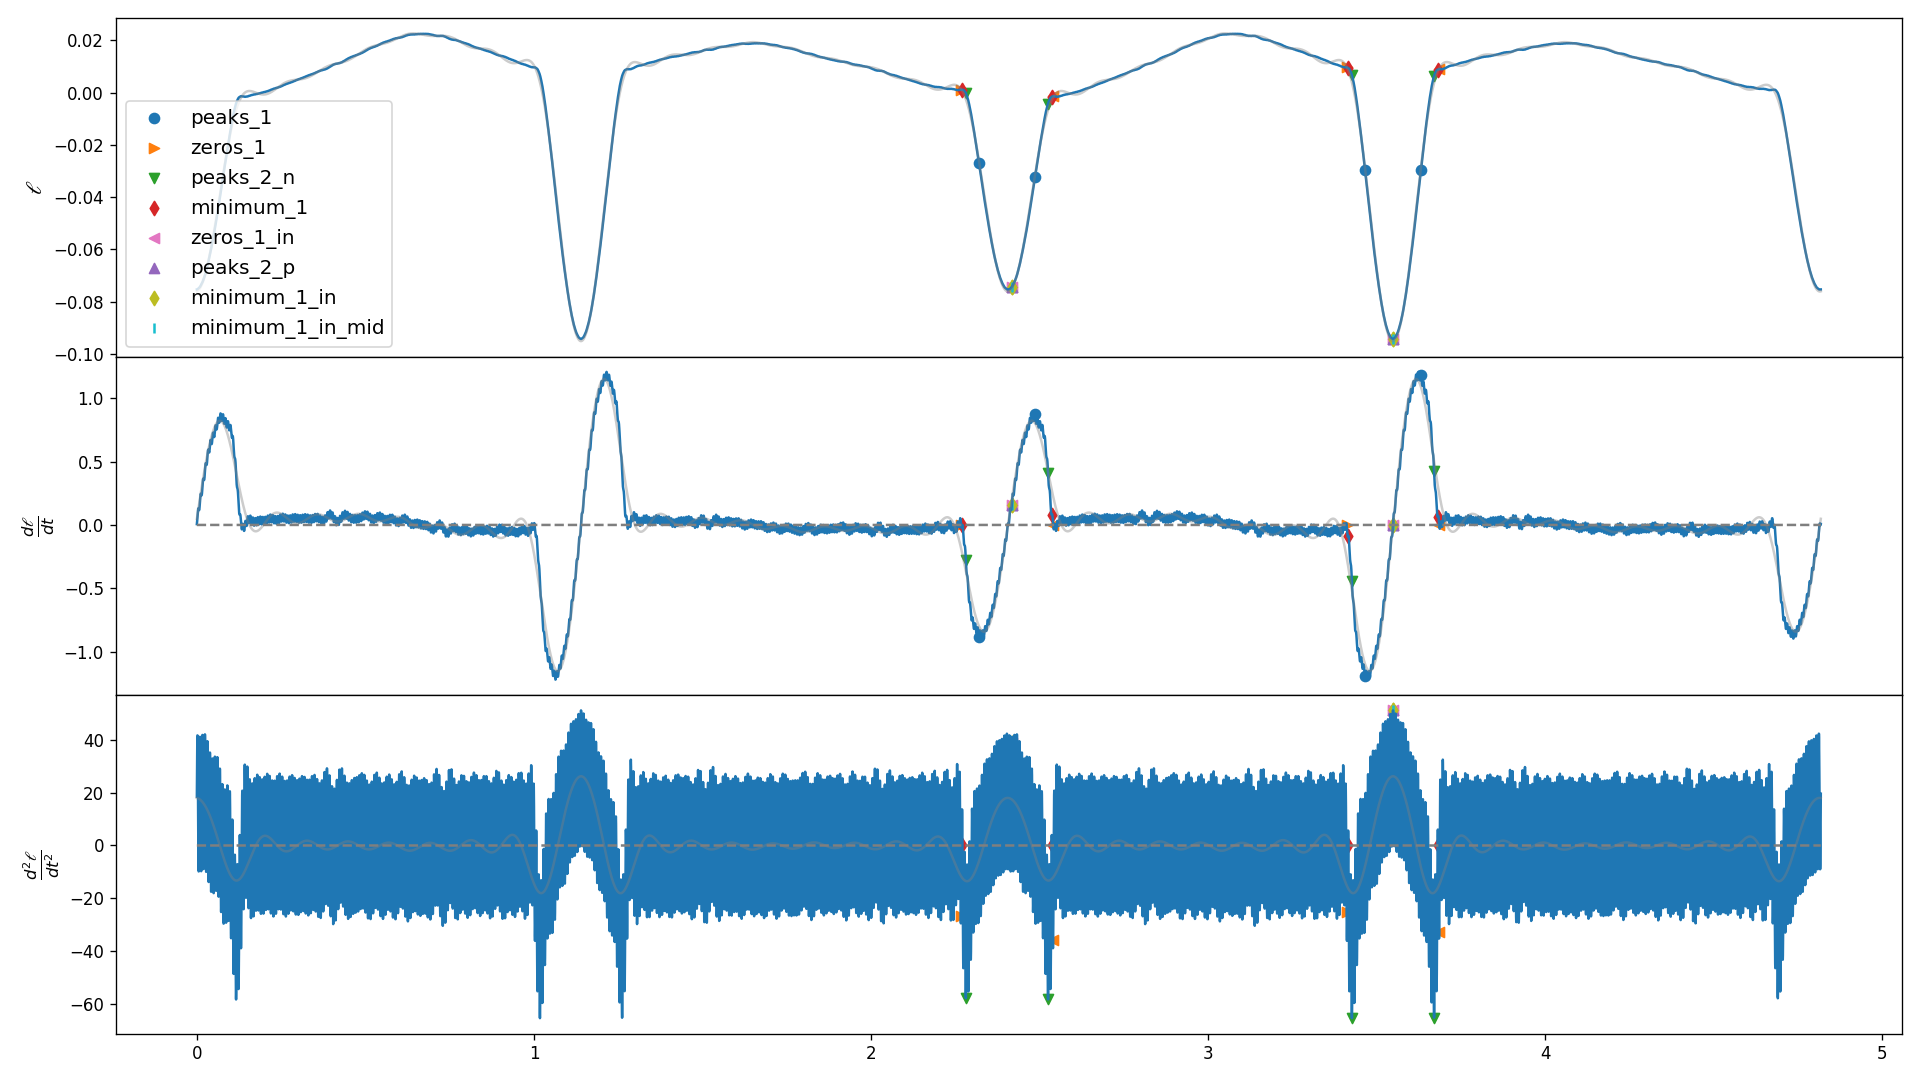 0.02
0.00
−0.02
−0.04
−0.06
−0.08
−0.10
ℓ
peaks_1
zeros_1
peaks_2_n
minimum_1
zeros_1_in
peaks_2_p
minimum_1_in
minimum_1_in_mid
1.0
0.5
0.0
−0.5
−1.0
dℓ
dt
40
20
0
−20
−40
−60
d²ℓ
dt²
0 1 2 3 4 5